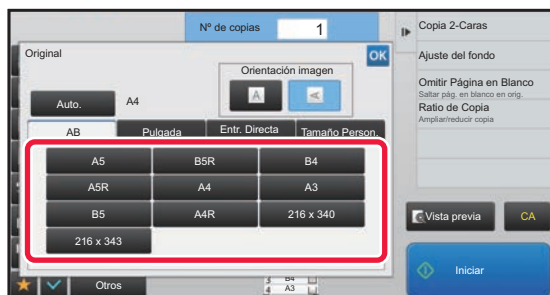 Nº de copias 1
Original
OK
Orientación imagen
A A
Auto. A4
AB Pulgada Entr. Directa Tamaño Person.
A5 B5R B4
A5R A4 A3
B5 A4R 216 x 340
216 x 343
Otros
3 B4
4 A3
Copia 2-Caras
Ajuste del fondo
Omitir Página en Blanco
Saltar pág. en blanco en orig.
Ratio de Copia
Ampliar/reducir copia
Vista previa CA
Iniciar